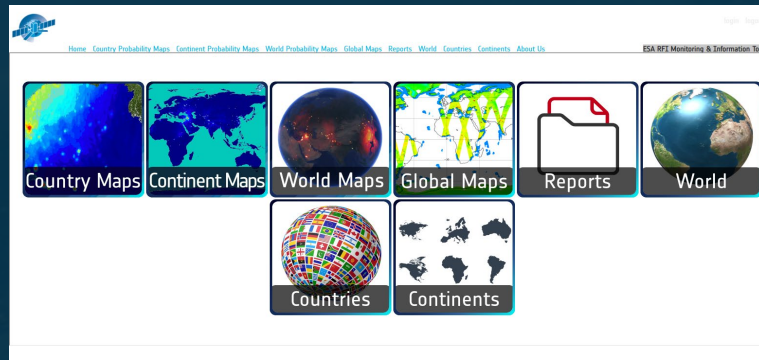 Login
Home Country Probability Maps Continent Probability Maps World Probability Maps Global Maps Reports World Countries Continents About Us
ESA RFI Monitoring & Information To
Country Maps
Continent Maps
World Maps
Global Maps
Reports
World
Countries
Continents